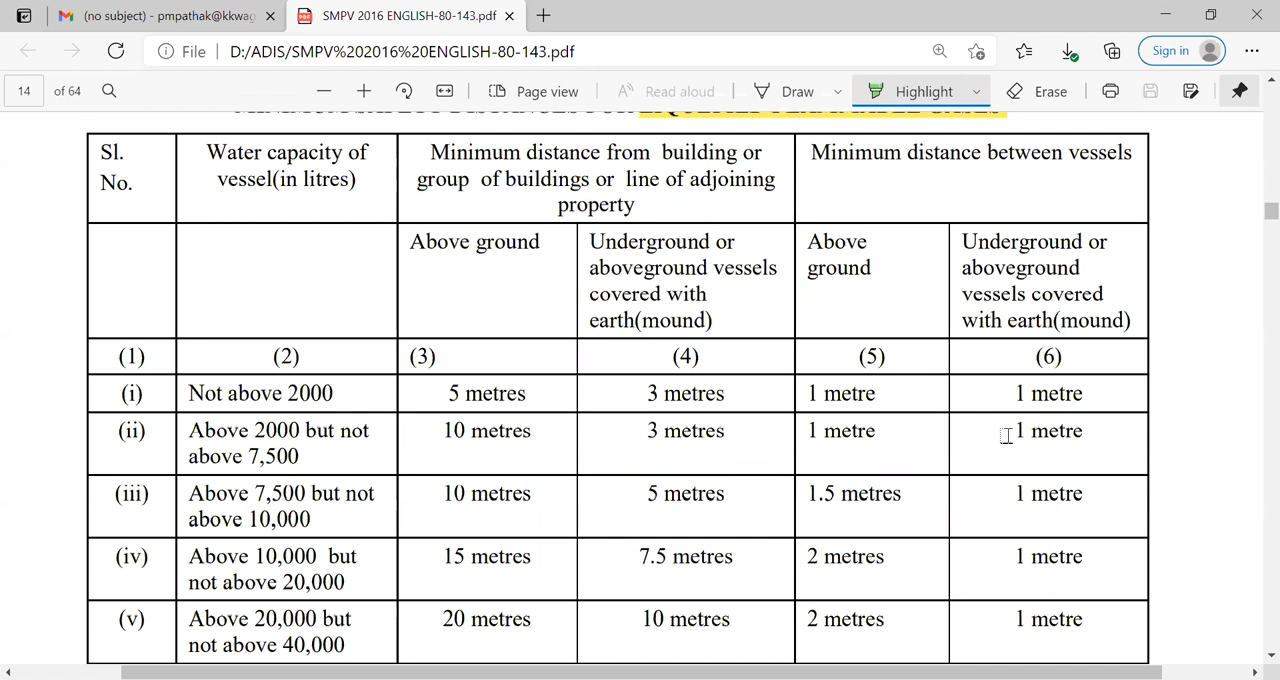 (no subject) - pmpathak@kkwag
SMPV 2016 ENGLISH-80-143.pdf
File
D:/ADIS/SMPV%202016%20ENGLISH-80-143.pdf
Sign in
14 of 64
Page view
Read aloud
Draw
Highlight
Erase
Sl. No.
Water capacity of vessel(in litres)
Minimum distance from building or group of buildings or line of adjoining property
Minimum distance between vessels
Above ground
Underground or aboveground vessels covered with earth(mound)
Above ground
Underground or aboveground vessels covered with earth(mound)
(1) (2) (3) (4) (5) (6)
(i) Not above 2000 5 metres 3 metres 1 metre 1 metre
(ii) Above 2000 but not above 7,500 10 metres 3 metres 1 metre 1 metre
(iii) Above 7,500 but not above 10,000 10 metres 5 metres 1.5 metres 1 metre
(iv) Above 10,000 but not above 20,000 15 metres 7.5 metres 2 metres 1 metre
(v) Above 20,000 but not above 40,000 20 metres 10 metres 2 metres 1 metre